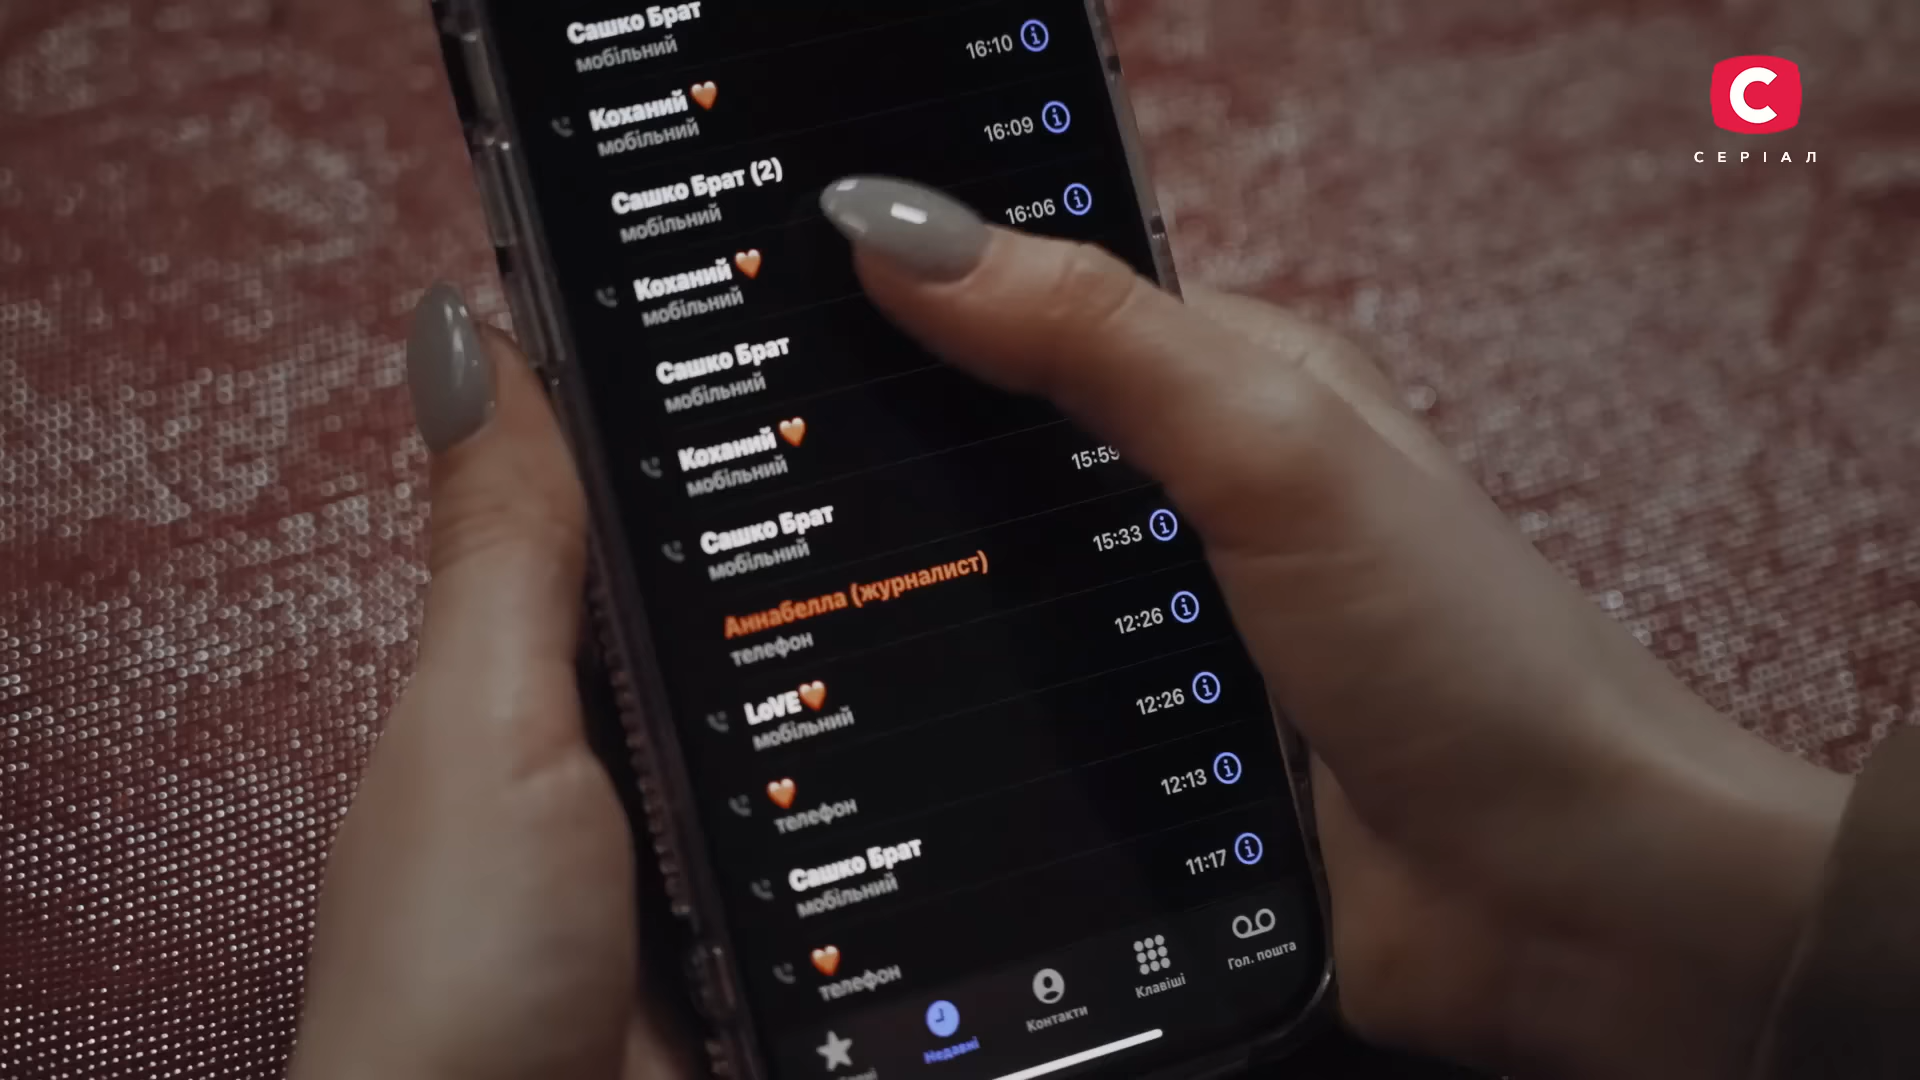 Сашко Брат
мобільний
16:10
Коханий🧡
мобільний
16:09
Сашко Брат (2)
мобільний
16:06
Коханий🧡
мобільний
Сашко Брат
мобільний
Коханий🧡
мобільний
15:59
Сашко Брат
мобільний
15:33
Аннабелла (журналист)
телефон
12:26
LoVE🧡
мобільний
12:26
🧡
телефон
12:13
Сашко Брат
мобільний
11:17
🧡
телефон
Недавні
Контакти
Клавіші
Гол. пошта
С
СЕРІАЛ